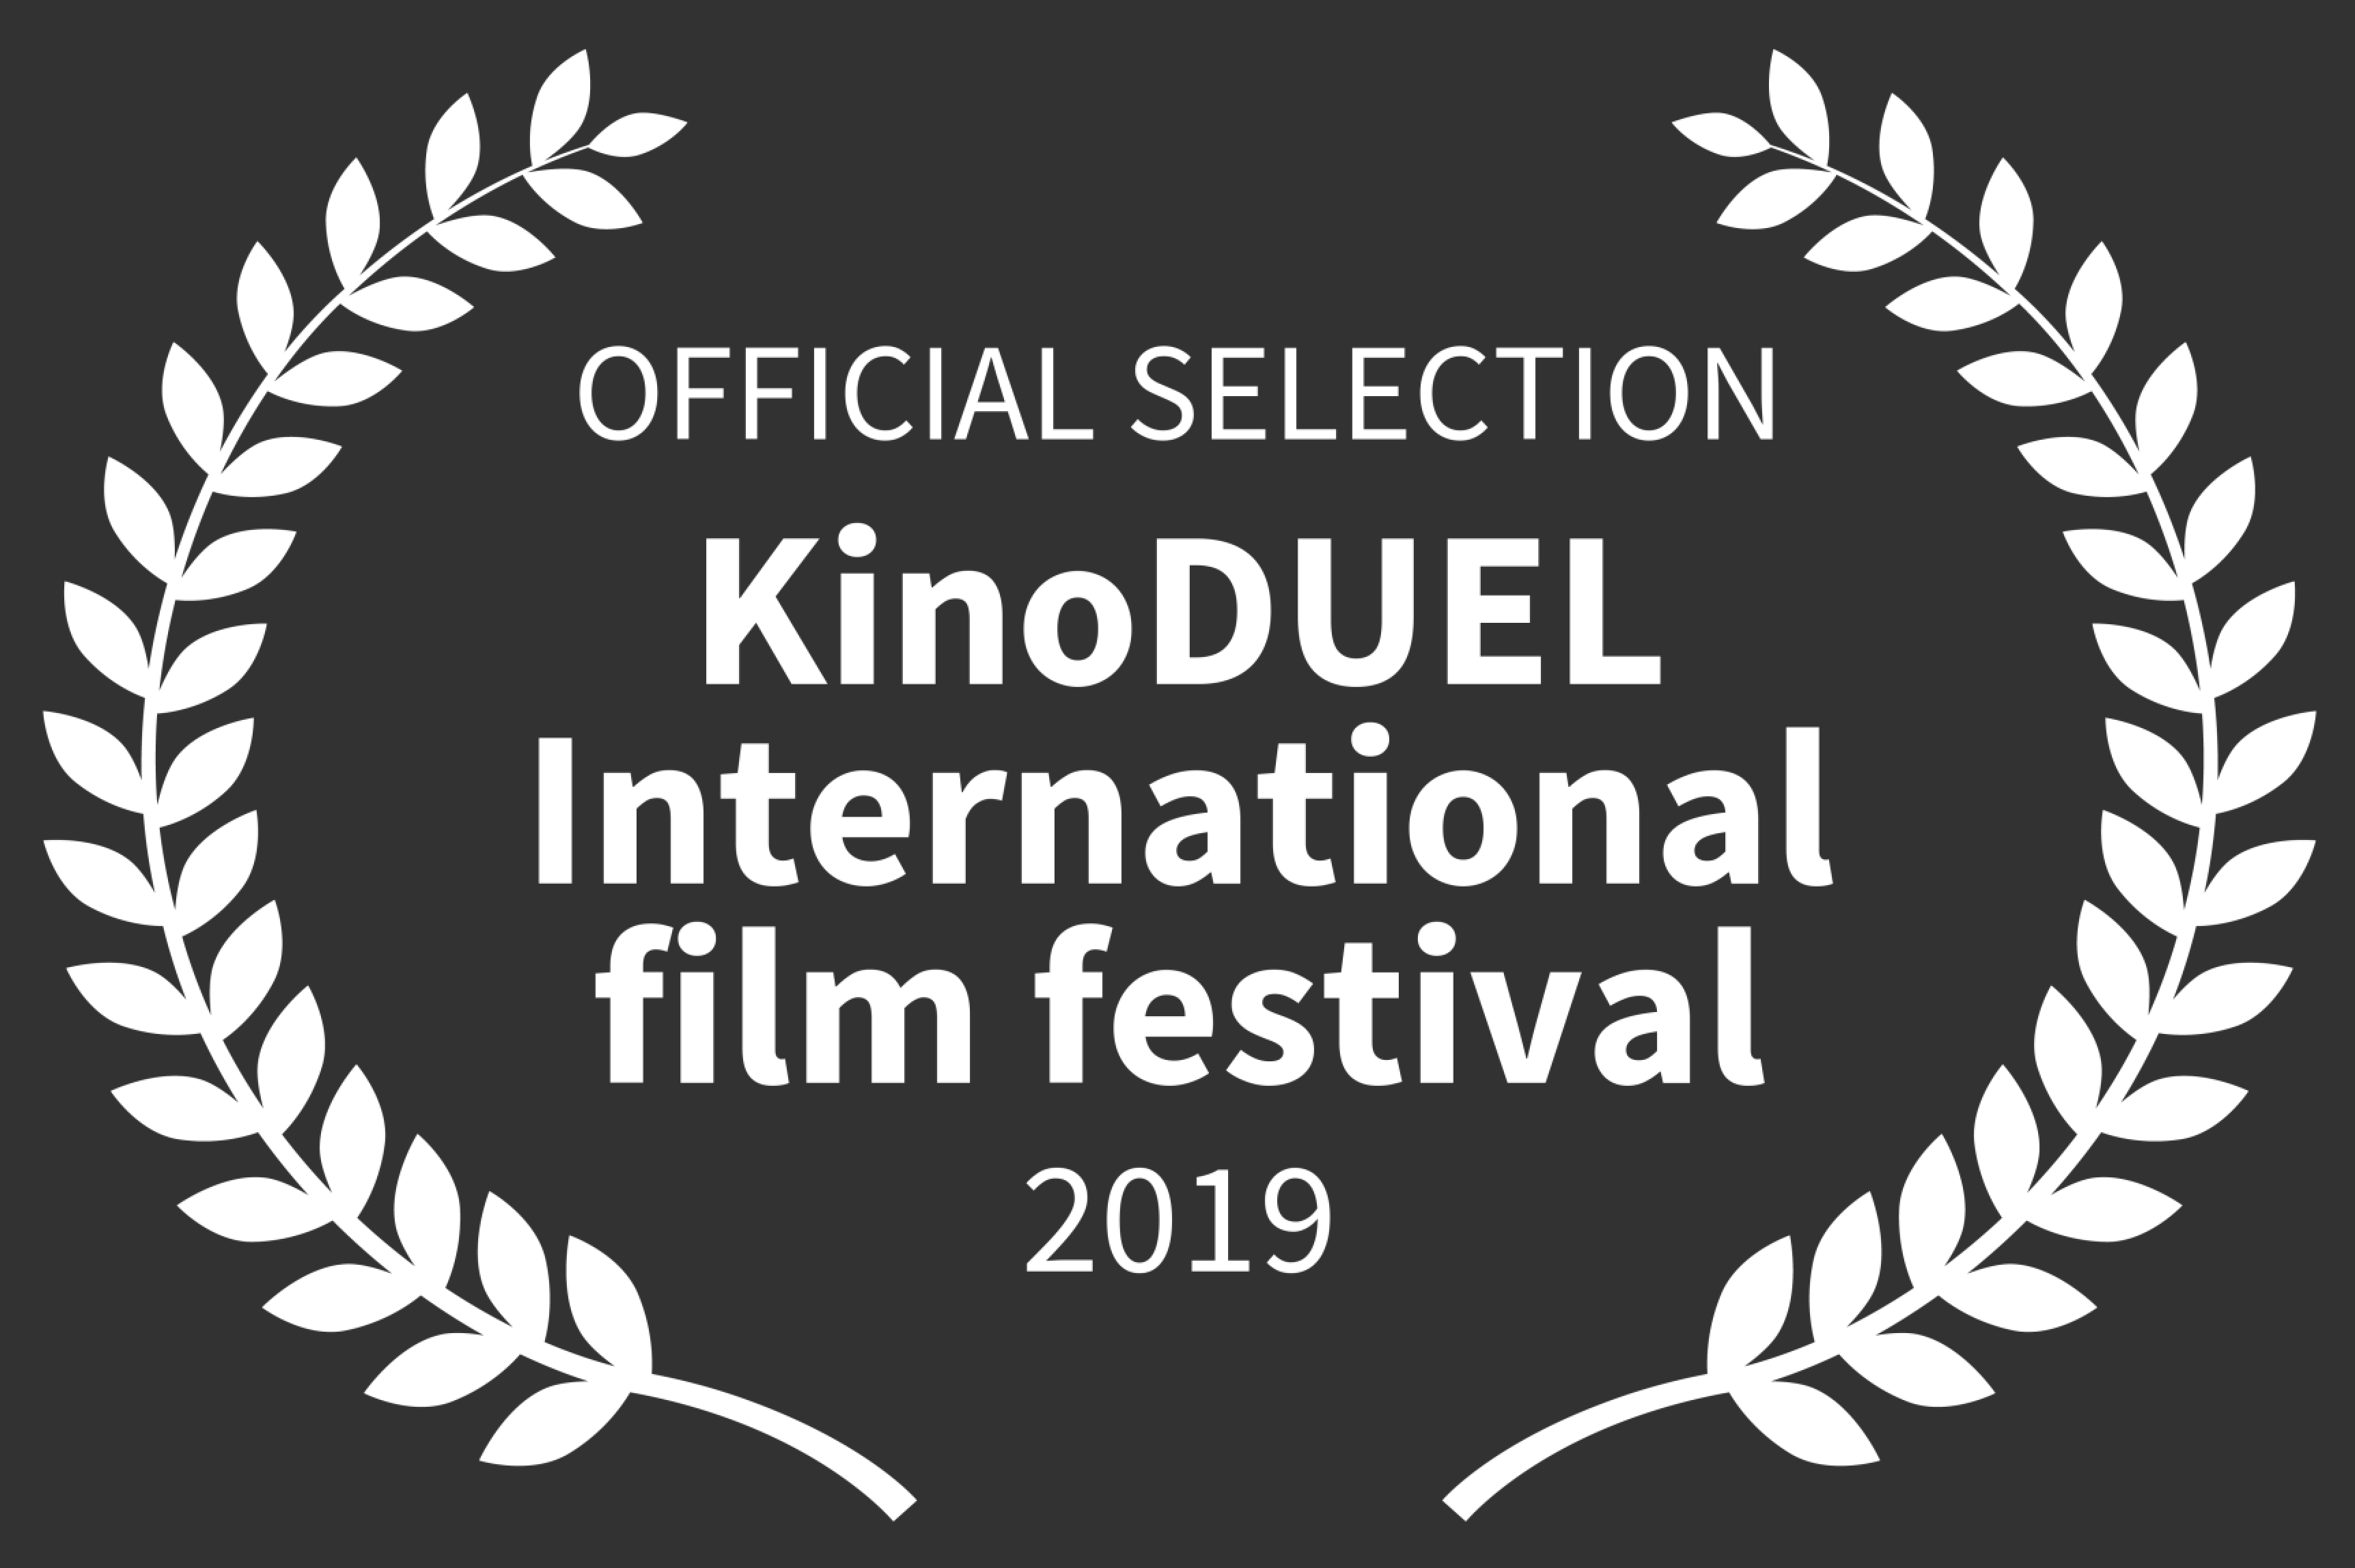 OFFICIAL SELECTION
KinoDUEL
International
film festival
2019